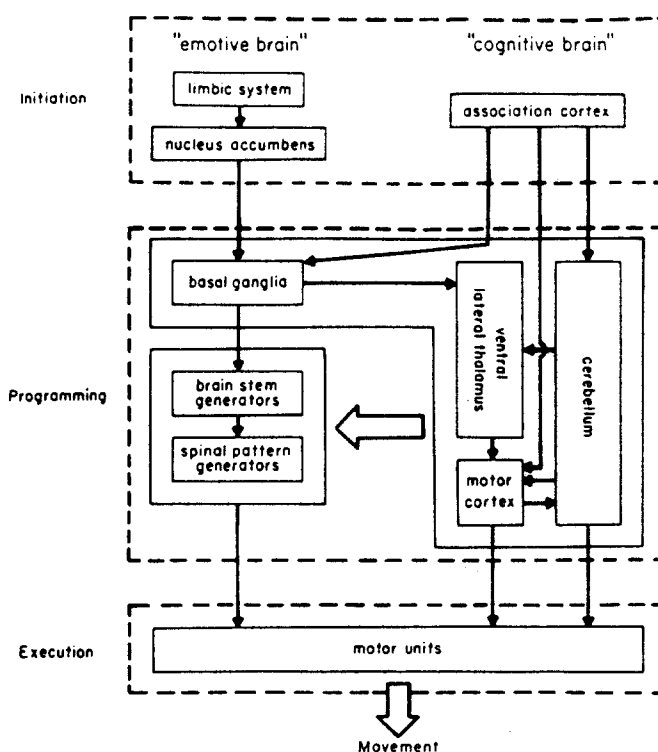 "emotive brain"
"cognitive brain"
Initiation
limbic system
association cortex
nucleus accumbens
basal ganglia
ventral
lateral thalamus
cerebellum
Programming
brain stem
generators
spinal pattern
generators
motor
cortex
Execution
motor units
Movement